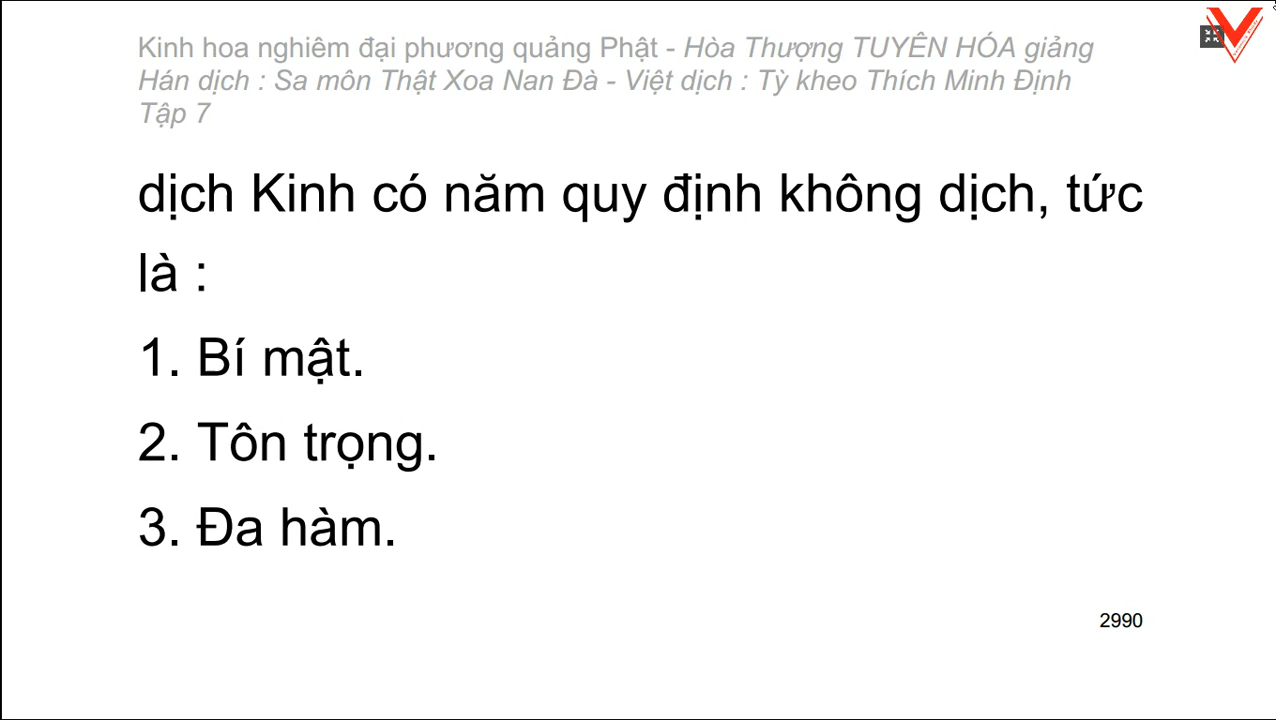 Kinh hoa nghiêm đại phương quảng Phật - Hòa Thượng TUYÊN HÓA giảng
Hán dịch : Sa môn Thật Xoa Nan Đà - Việt dịch : Tỳ kheo Thích Minh Định
Tập 7
dịch Kinh có năm quy định không dịch, tức
là :
1. Bí mật.
2. Tôn trọng.
3. Đa hàm.
2990